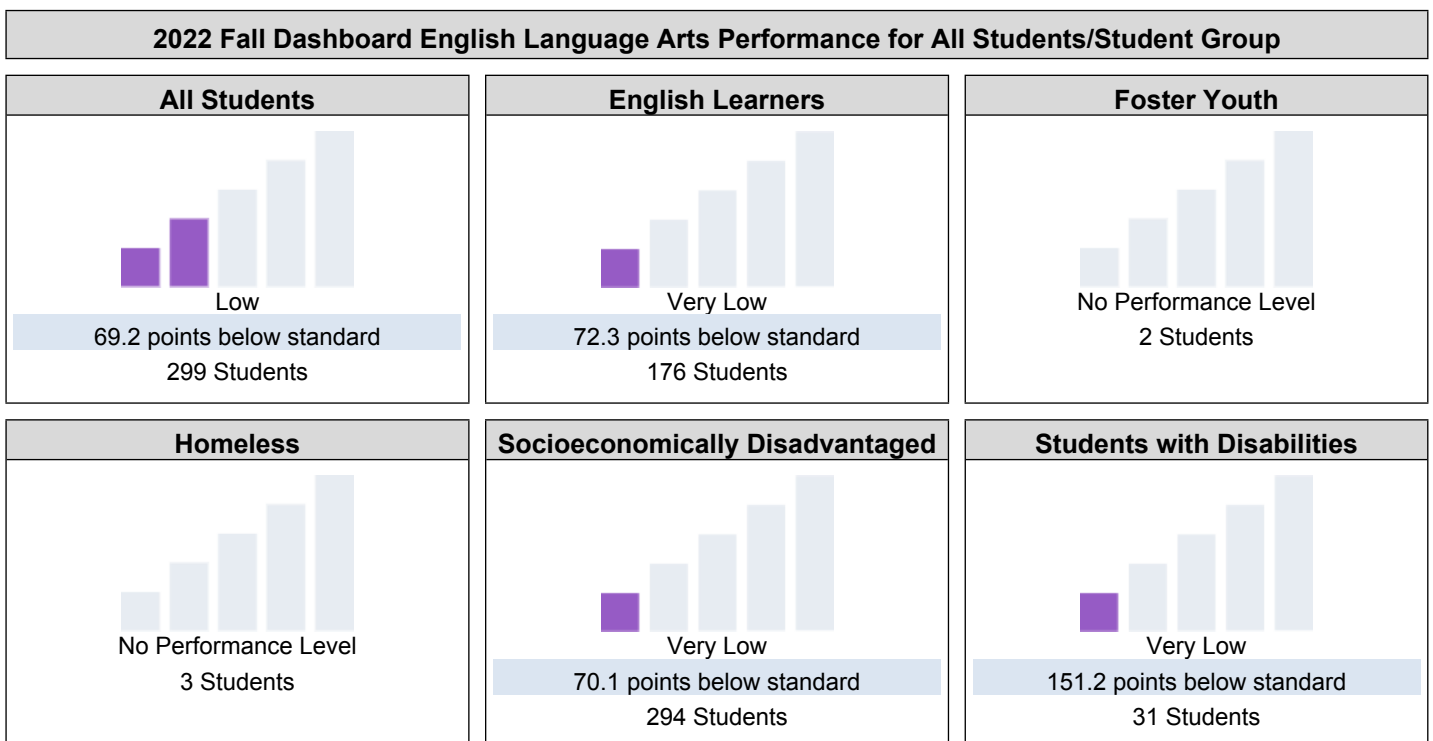 2022 Fall Dashboard English Language Arts Performance for All Students/Student Group
All Students
Low
69.2 points below standard
299 Students
English Learners
Very Low
72.3 points below standard
176 Students
Foster Youth
No Performance Level
2 Students
Homeless
No Performance Level
3 Students
Socioeconomically Disadvantaged
Very Low
70.1 points below standard
294 Students
Students with Disabilities
Very Low
151.2 points below standard
31 Students